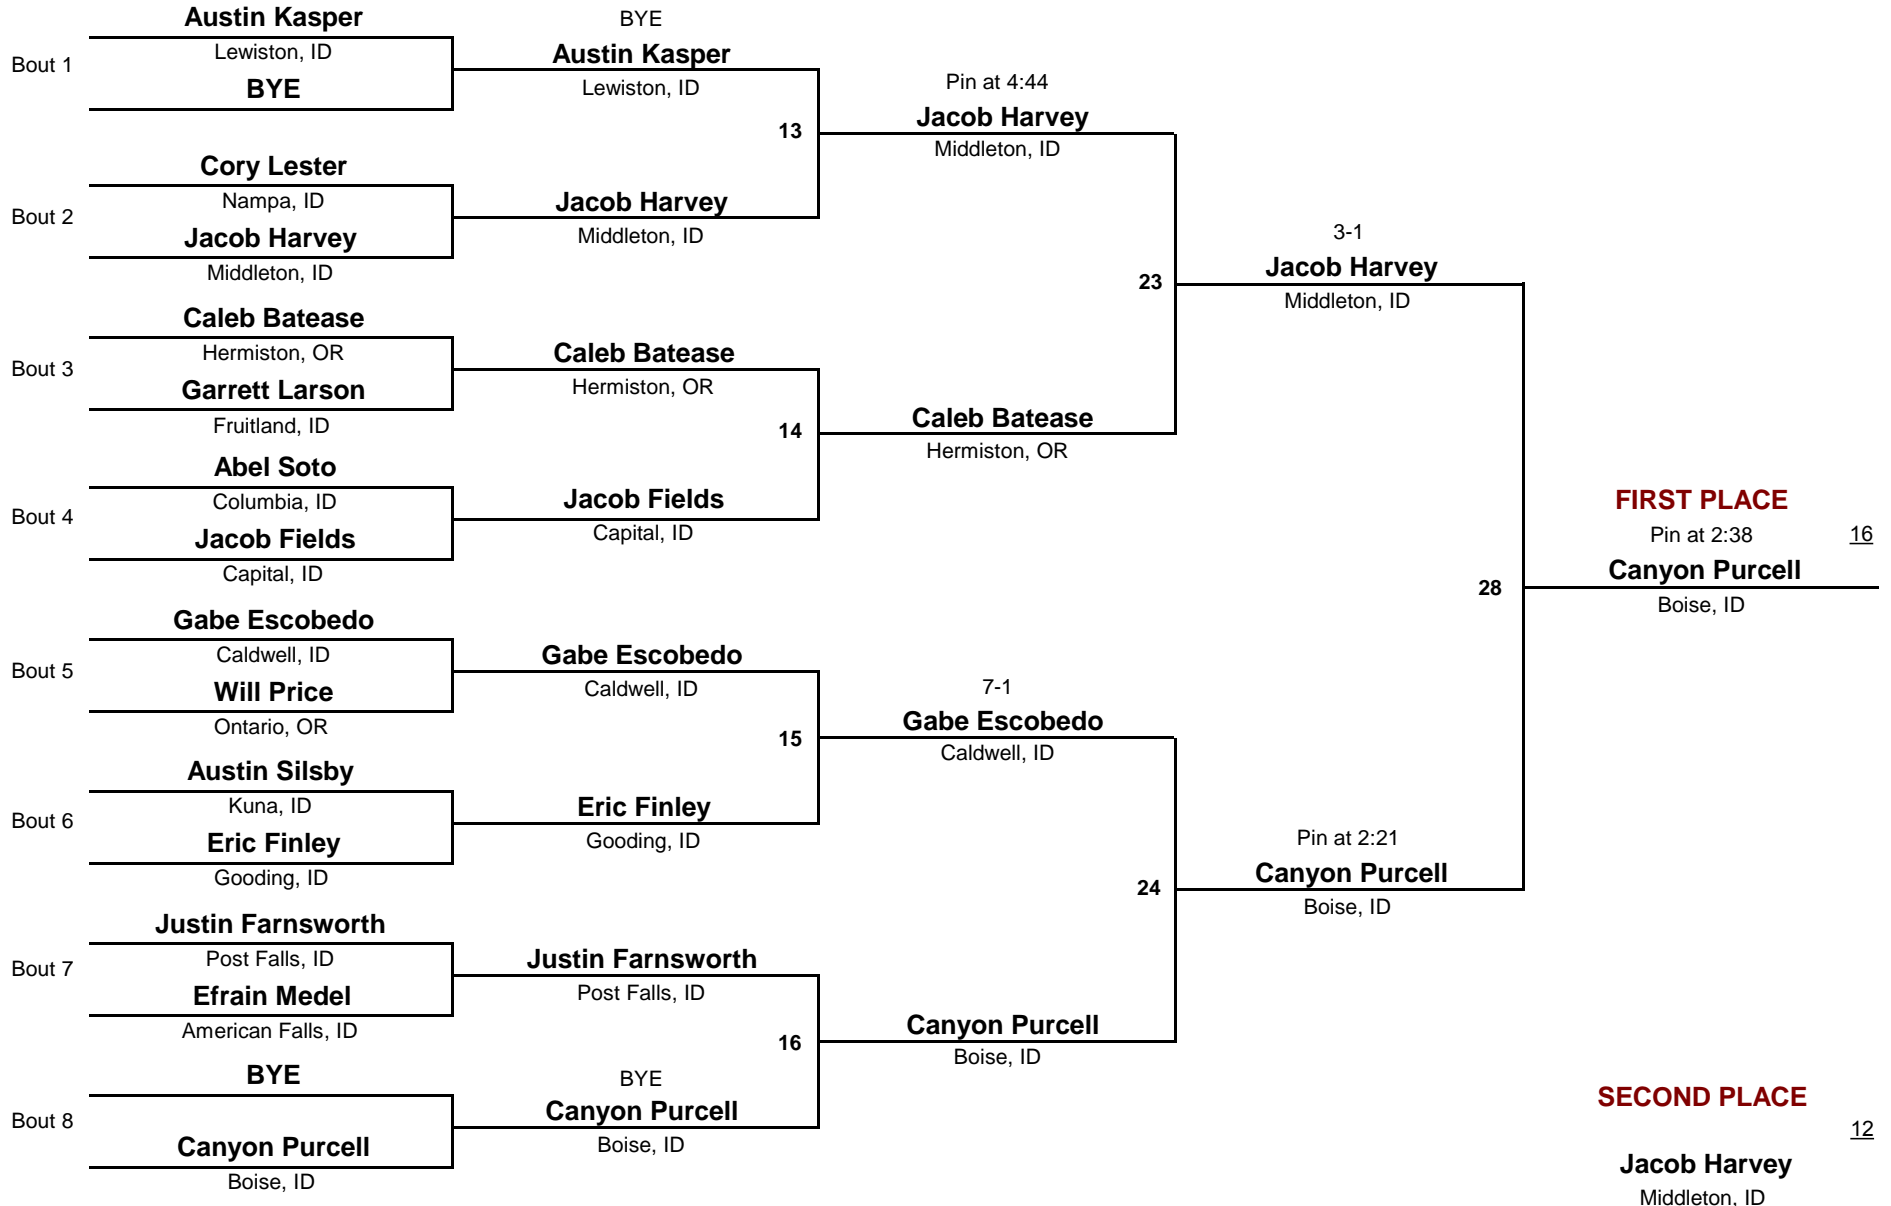 Austin Kasper
Lewiston, ID
Bout 1
BYE
Cory Lester
Nampa, ID
Bout 2
Jacob Harvey
Middleton, ID
Caleb Batease
Hermiston, OR
Bout 3
Garrett Larson
Fruitland, ID
Abel Soto
Columbia, ID
Bout 4
Jacob Fields
Capital, ID
Gabe Escobedo
Caldwell, ID
Bout 5
Will Price
Ontario, OR
Austin Silsby
Kuna, ID
Bout 6
Eric Finley
Gooding, ID
Justin Farnsworth
Post Falls, ID
Bout 7
Efrain Medel
American Falls, ID
BYE
Bout 8
Canyon Purcell
Boise, ID
BYE
Austin Kasper
Lewiston, ID
13
Jacob Harvey
Middleton, ID
Caleb Batease
Hermiston, OR
14
Jacob Fields
Capital, ID
Gabe Escobedo
Caldwell, ID
15
Eric Finley
Gooding, ID
Justin Farnsworth
Post Falls, ID
16
BYE
Canyon Purcell
Boise, ID
Pin at 4:44
Jacob Harvey
Middleton, ID
23
Caleb Batease
Hermiston, OR
7-1
Gabe Escobedo
Caldwell, ID
24
Canyon Purcell
Boise, ID
3-1
Jacob Harvey
Middleton, ID
28
Pin at 2:21
Canyon Purcell
Boise, ID
FIRST PLACE
Pin at 2:38
16
Canyon Purcell
Boise, ID
SECOND PLACE
12
Jacob Harvey
Middleton, ID